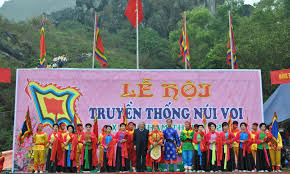 LỄ HỘI
TRUYỀN THỐNG NÚI VOI